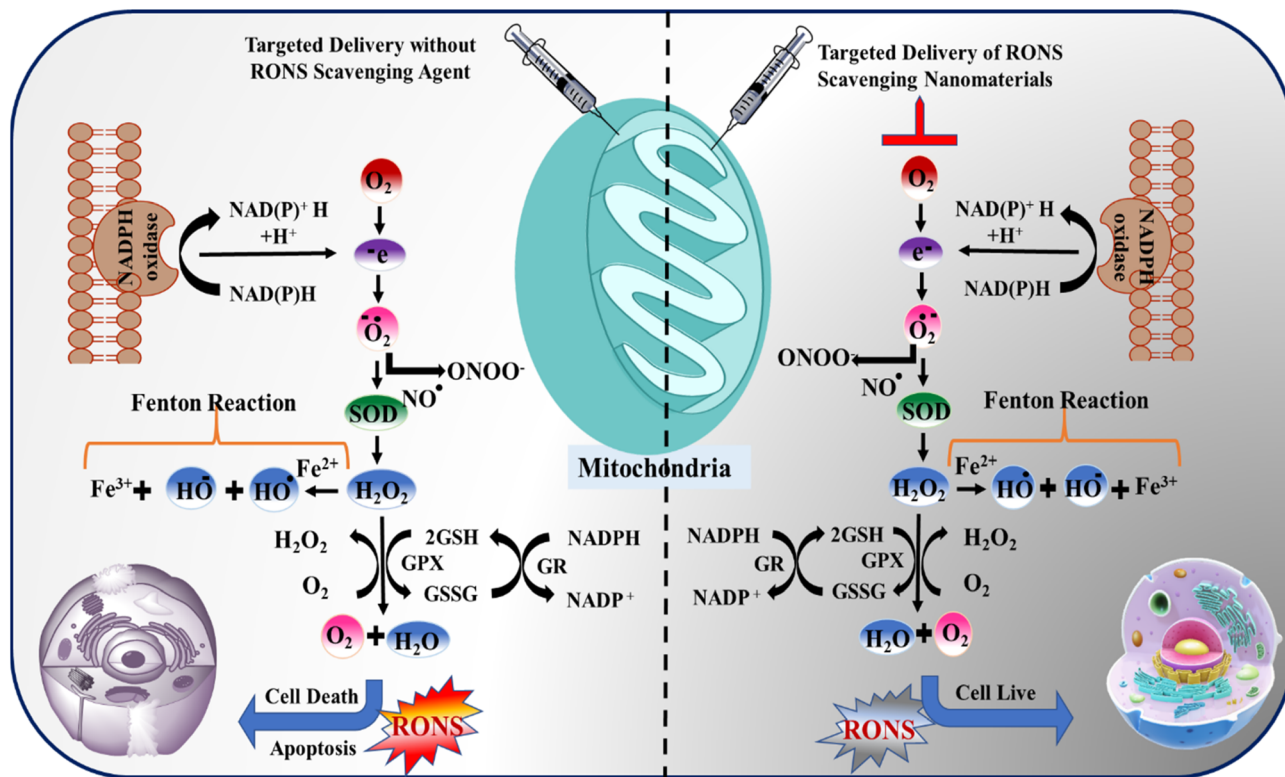 Targeted Delivery without
RONS Scavenging Agent
NADPH
oxidase
NAD(P)⁺ H
+H⁺
NAD(P)H
O₂
⁻e
⁻•
O₂
ONOO⁻
NO•
SOD
Fenton Reaction
Fe³⁺ + HO⁻ + HO• Fe²⁺ H₂O₂
H₂O₂
O₂
2GSH
GPX
GSSG
NADPH
GR
NADP⁺
O₂ + H₂O
Cell Death
Apoptosis
RONS
Mitochondria
Targeted Delivery of RONS
Scavenging Nanomaterials
O₂
e⁻
•⁻
O₂
NAD(P)⁺ H
+H⁺
NAD(P)H
NADPH
oxidase
ONOO⁻
NO•
SOD
Fenton Reaction
H₂O₂ Fe²⁺ HO• + HO⁻ + Fe³⁺
NADPH
GR
NADP⁺
2GSH
GPX
GSSG
H₂O₂
O₂
H₂O + O₂
RONS
Cell Live